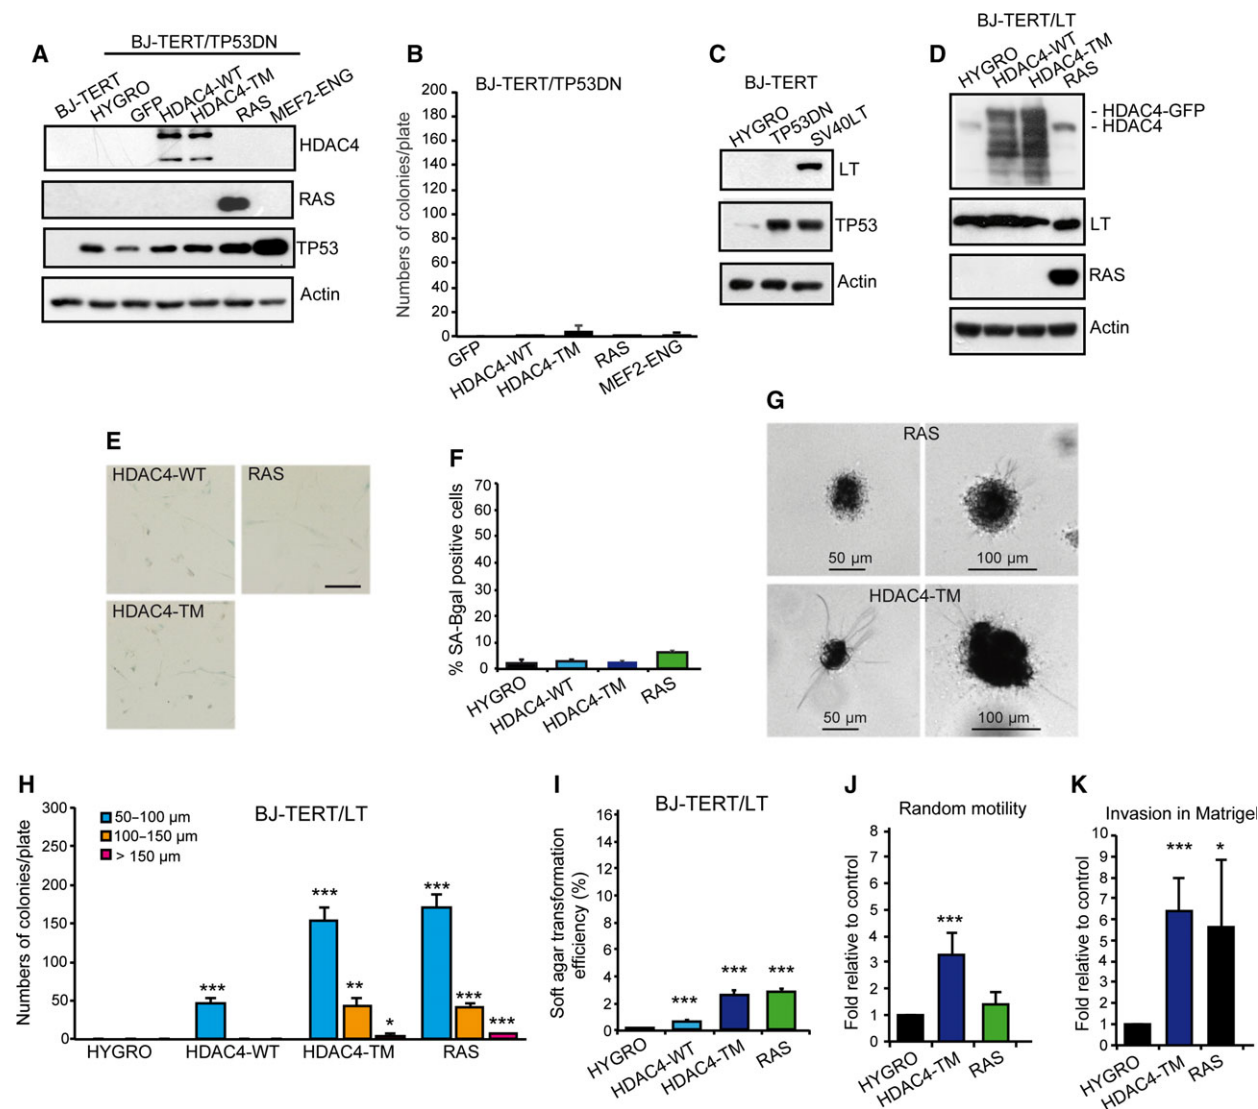 A
BJ-TERT/TP53DN
BJ-TERT
HYGRO
GFP
HDAC4-WT
HDAC4-TM
RAS
MEF2-ENG
HDAC4
RAS
TP53
Actin
B
BJ-TERT/TP53DN
Numbers of colonies/plate
200
180
160
140
120
100
80
60
40
20
0
GFP
HDAC4-WT
HDAC4-TM
RAS
MEF2-ENG
C
BJ-TERT
HYGRO
TP53DN
SV40LT
LT
TP53
Actin
D
BJ-TERT/LT
HYGRO
HDAC4-WT
HDAC4-TM
RAS
- HDAC4-GFP
- HDAC4
LT
RAS
Actin
E
HDAC4-WT
RAS
HDAC4-TM
F
% SA-Bgal positive cells
70
60
50
40
30
20
10
0
HYGRO
HDAC4-WT
HDAC4-TM
RAS
G
RAS
50 µm
100 µm
HDAC4-TM
50 µm
100 µm
H
BJ-TERT/LT
Numbers of colonies/plate
300
250
200
150
100
50
0
50–100 µm
100–150 µm
> 150 µm
***
***
**
*
***
***
***
HYGRO
HDAC4-WT
HDAC4-TM
RAS
I
BJ-TERT/LT
Soft agar transformation
efficiency (%)
16
14
12
10
8
6
4
2
0
***
***
***
HYGRO
HDAC4-WT
HDAC4-TM
RAS
J
Random motility
Fold relative to control
8
7
6
5
4
3
2
1
0
***
HYGRO
HDAC4-TM
RAS
K
Invasion in Matrigel
Fold relative to control
10
9
8
7
6
5
4
3
2
1
0
***
*
HYGRO
HDAC4-TM
RAS